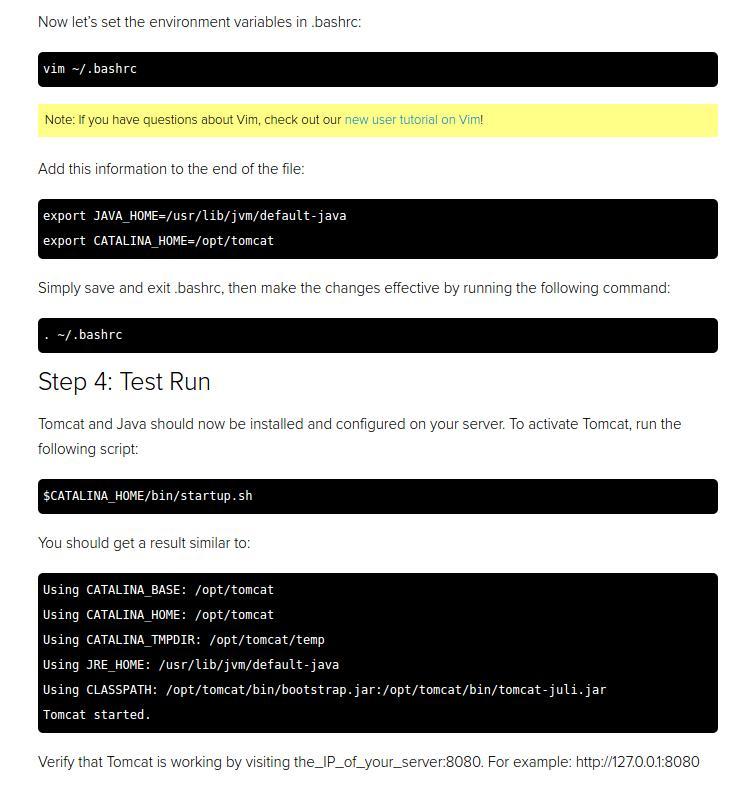 Now let’s set the environment variables in .bashrc:
vim ~/.bashrc
Note: If you have questions about Vim, check out our new user tutorial on Vim!
Add this information to the end of the file:
export JAVA_HOME=/usr/lib/jvm/default-java
export CATALINA_HOME=/opt/tomcat
Simply save and exit .bashrc, then make the changes effective by running the following command:
. ~/.bashrc
Step 4: Test Run
Tomcat and Java should now be installed and configured on your server. To activate Tomcat, run the
following script:
$CATALINA_HOME/bin/startup.sh
You should get a result similar to:
Using CATALINA_BASE: /opt/tomcat
Using CATALINA_HOME: /opt/tomcat
Using CATALINA_TMPDIR: /opt/tomcat/temp
Using JRE_HOME: /usr/lib/jvm/default-java
Using CLASSPATH: /opt/tomcat/bin/bootstrap.jar:/opt/tomcat/bin/tomcat-juli.jar
Tomcat started.
Verify that Tomcat is working by visiting the_IP_of_your_server:8080. For example: http://127.0.0.1:8080